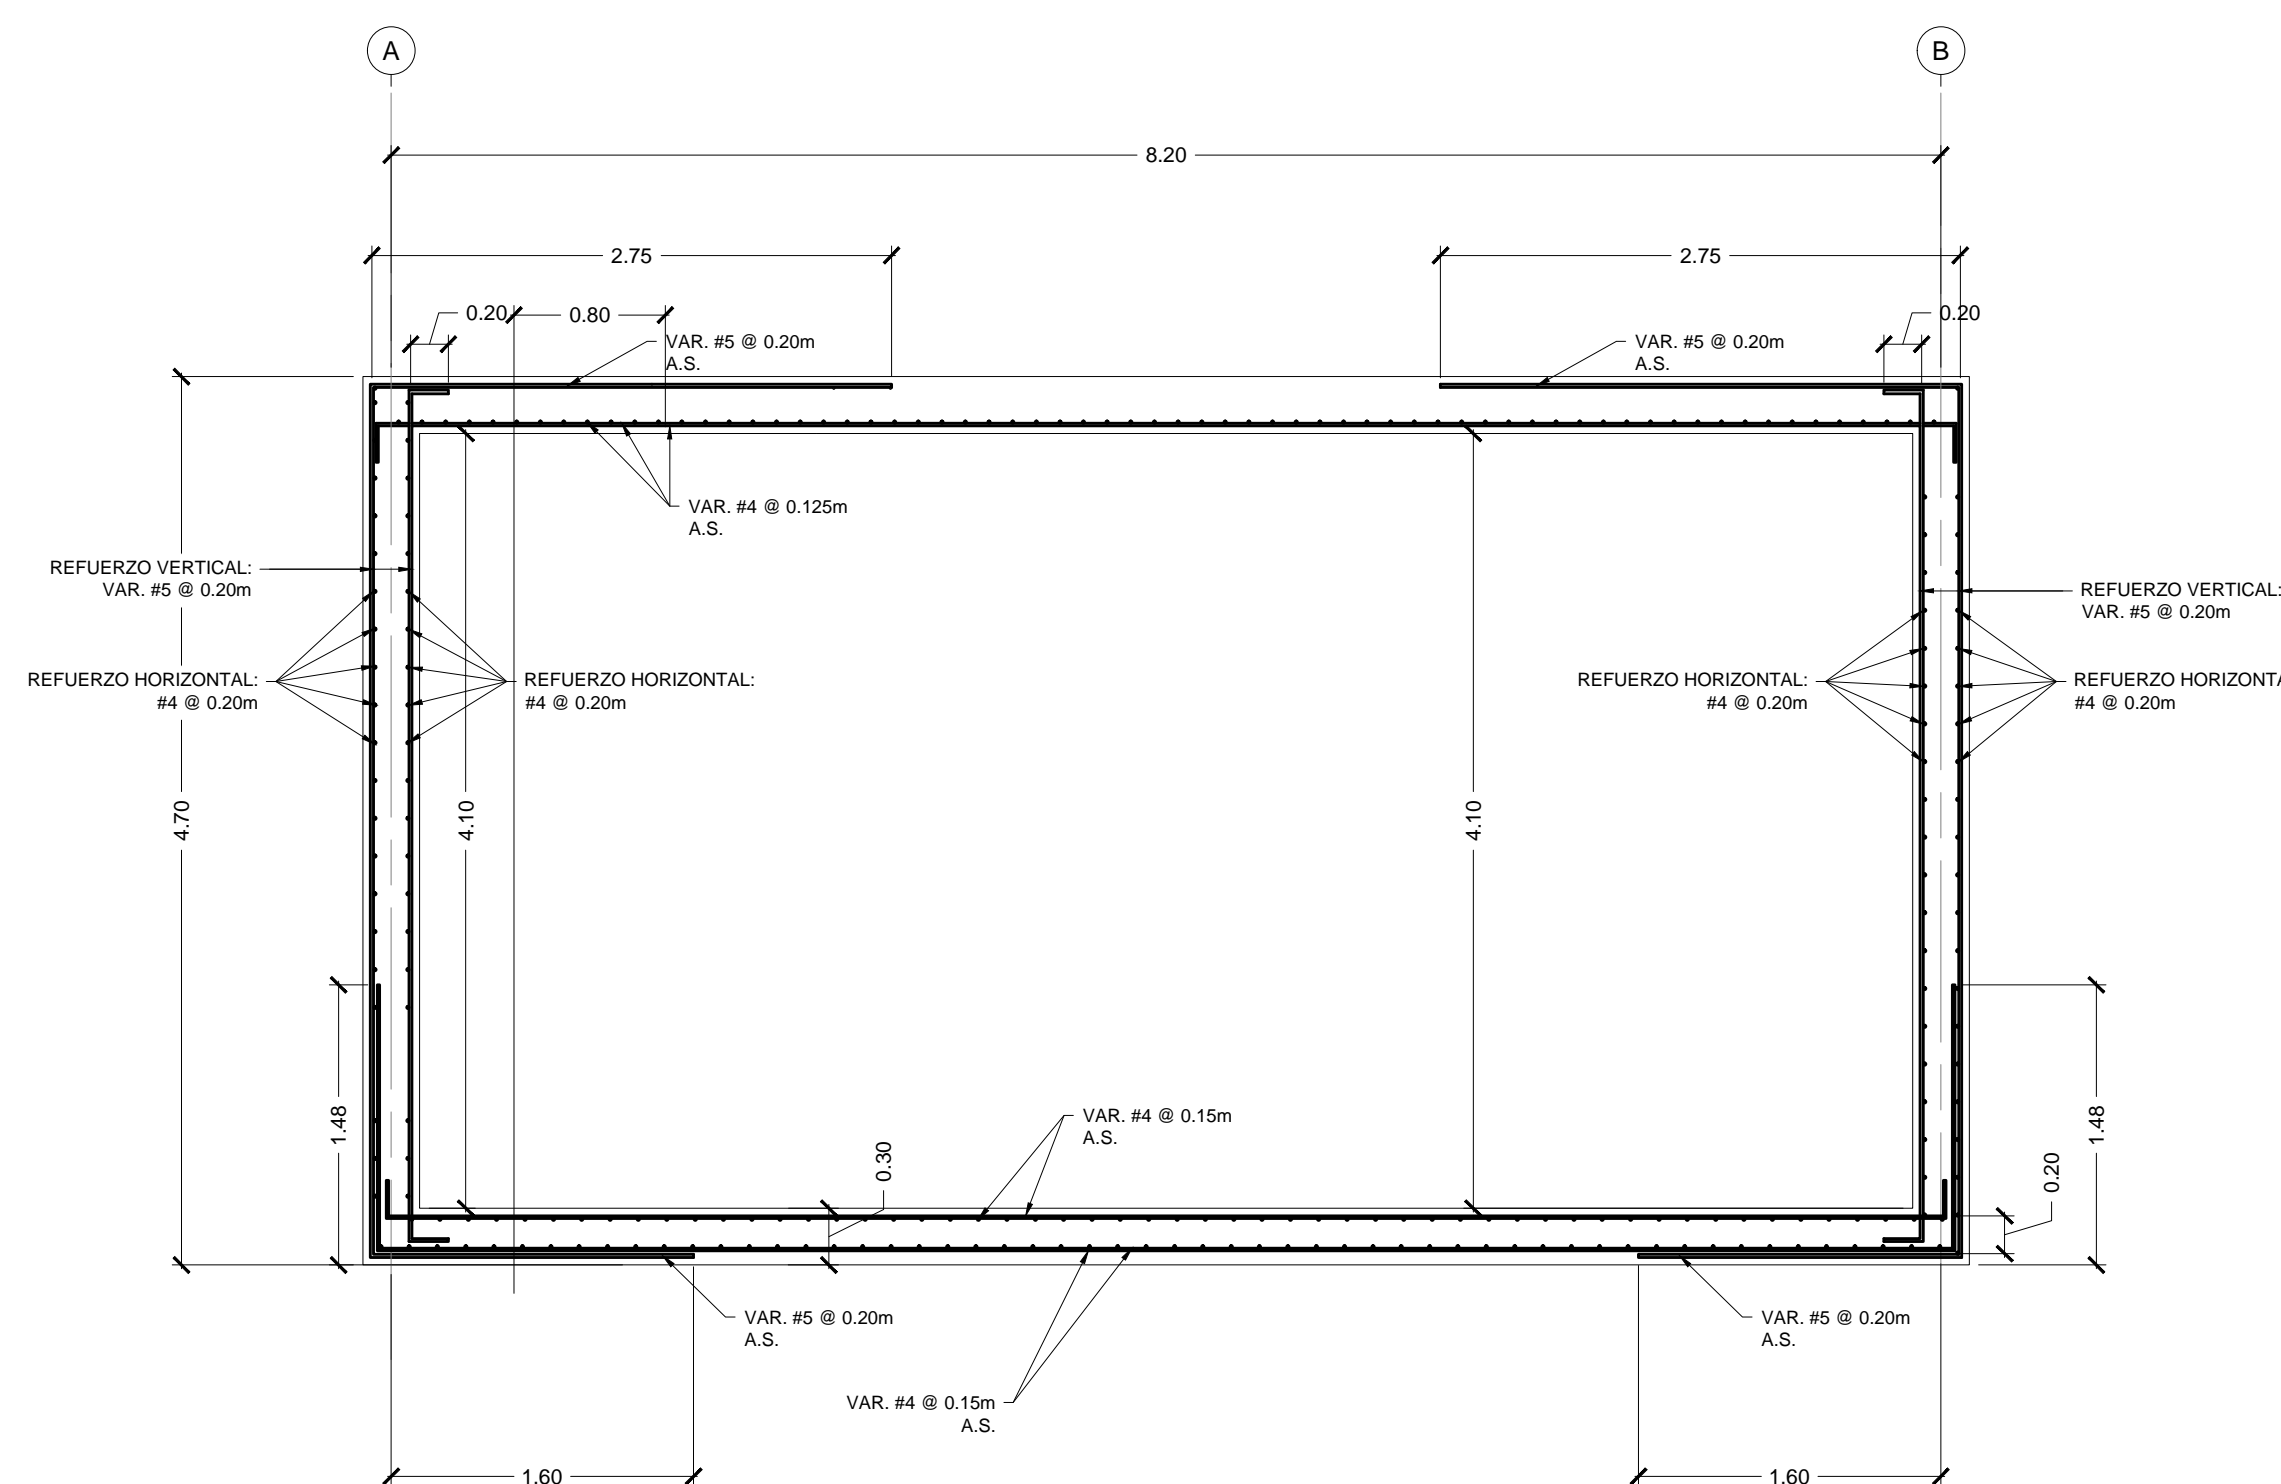 A
B
8.20
2.75
2.75
0.20
0.80
0.20
VAR. #5 @ 0.20m
A.S.
VAR. #5 @ 0.20m
A.S.
VAR. #4 @ 0.125m
A.S.
REFUERZO VERTICAL:
VAR. #5 @ 0.20m
REFUERZO VERTICAL:
VAR. #5 @ 0.20m
REFUERZO HORIZONTAL:
#4 @ 0.20m
REFUERZO HORIZONTAL:
#4 @ 0.20m
REFUERZO HORIZONTAL:
#4 @ 0.20m
REFUERZO HORIZONTA
#4 @ 0.20m
4.70
4.10
4.10
1.48
1.48
VAR. #4 @ 0.15m
A.S.
0.30
0.20
VAR. #5 @ 0.20m
A.S.
VAR. #5 @ 0.20m
A.S.
VAR. #4 @ 0.15m
A.S.
1.60
1.60